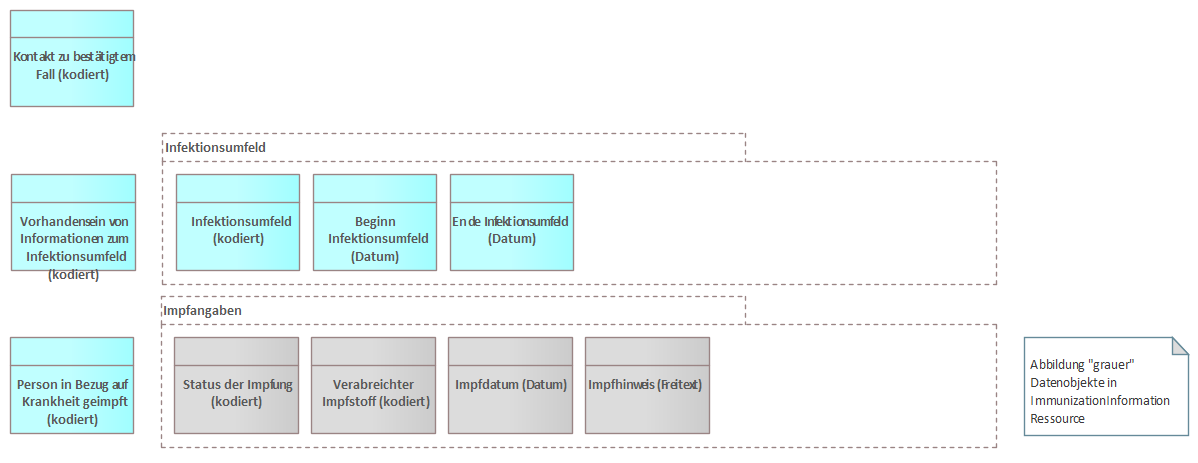 Kontakt zu bestätigtem
Fall (kodiert)
Infektionsumfeld
Vorhandensein von
Informationen zum
Infektionsumfeld
(kodiert)
Infektionsumfeld
(kodiert)
Beginn
Infektionsumfeld
(Datum)
Ende Infektionsumfeld
(Datum)
Impfangaben
Person in Bezug auf
Krankheit geimpft
(kodiert)
Status der Impfung
(kodiert)
Verabreichter
Impfstoff (kodiert)
Impfdatum (Datum)
Impfhinweis (Freitext)
Abbildung "grauer"
Datenobjekte in
ImmunizationInformation
Ressource